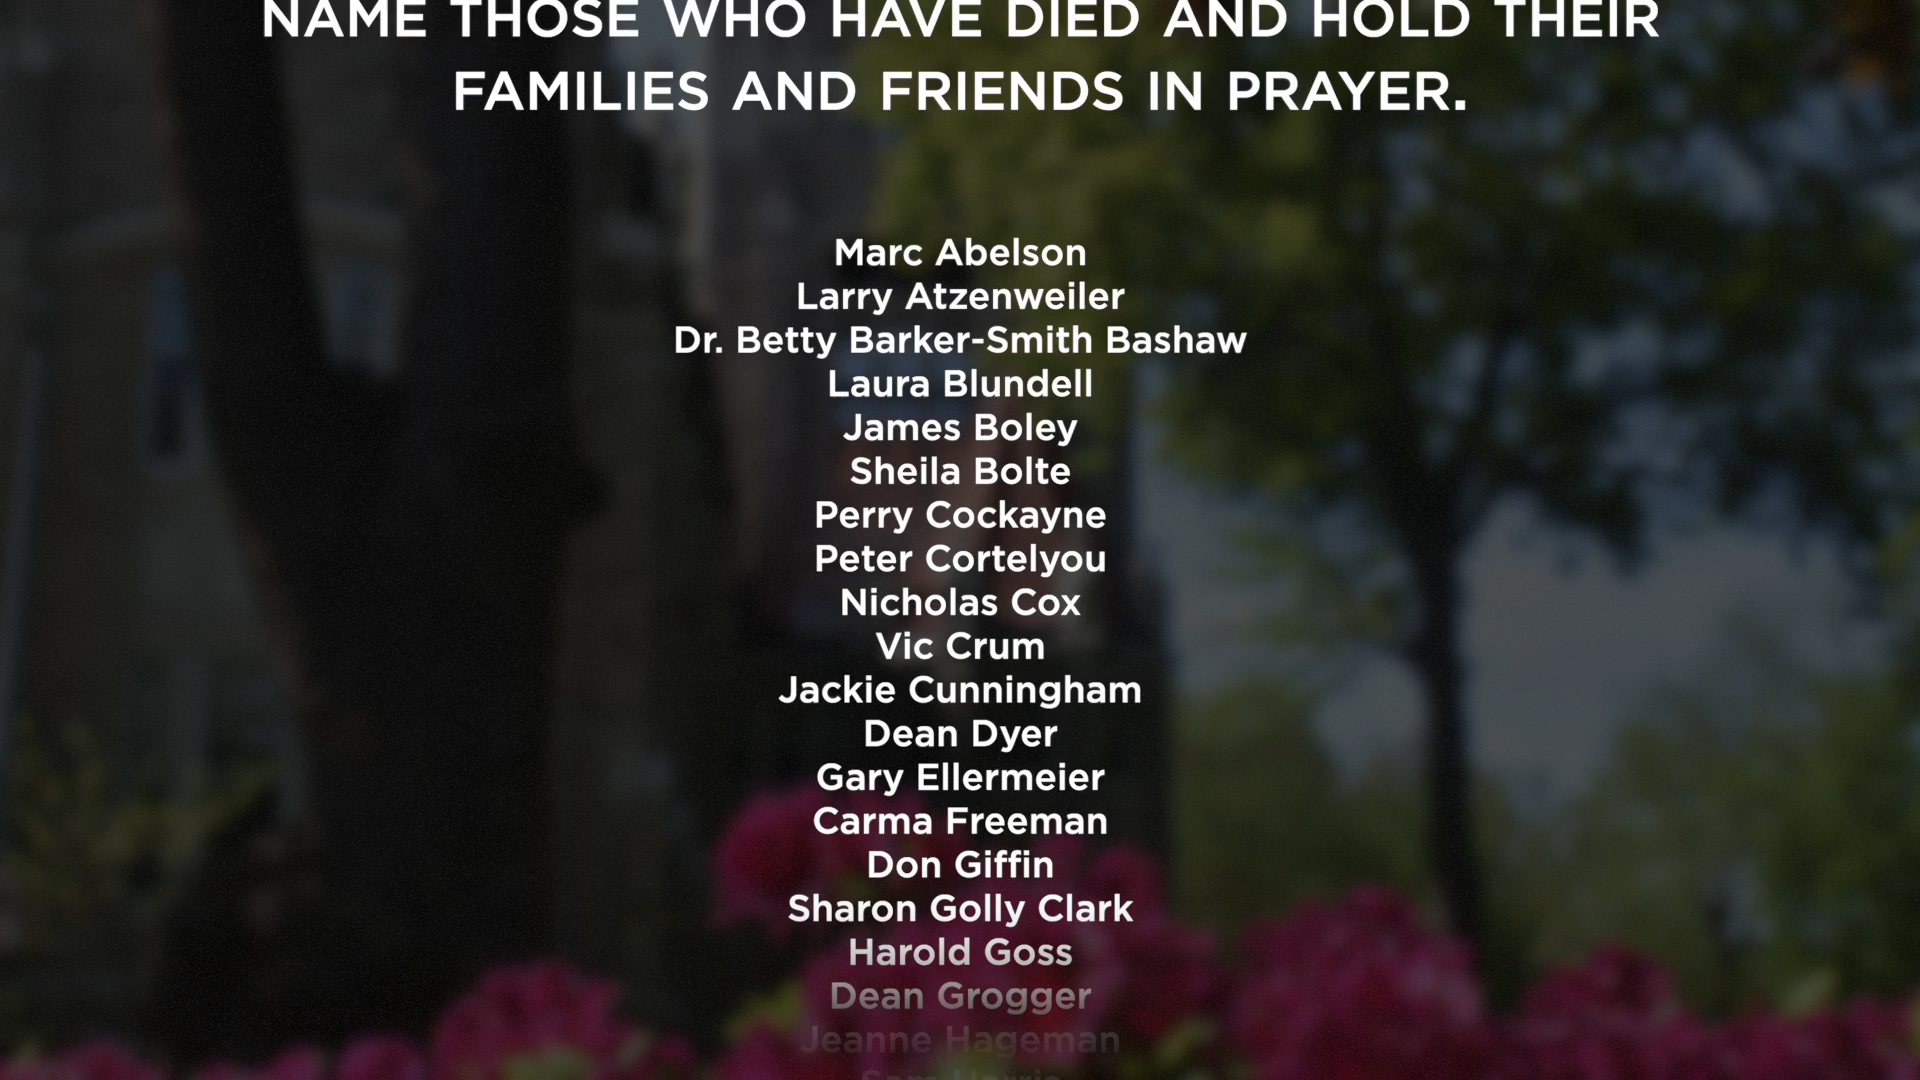 NAME THOSE WHO HAVE DIED AND HOLD THEIR
FAMILIES AND FRIENDS IN PRAYER.
Marc Abelson
Larry Atzenweiler
Dr. Betty Barker-Smith Bashaw
Laura Blundell
James Boley
Sheila Bolte
Perry Cockayne
Peter Cortelyou
Nicholas Cox
Vic Crum
Jackie Cunningham
Dean Dyer
Gary Ellermeier
Carma Freeman
Don Giffin
Sharon Golly Clark
Harold Goss
Dean Grogger
Jeanne Hageman